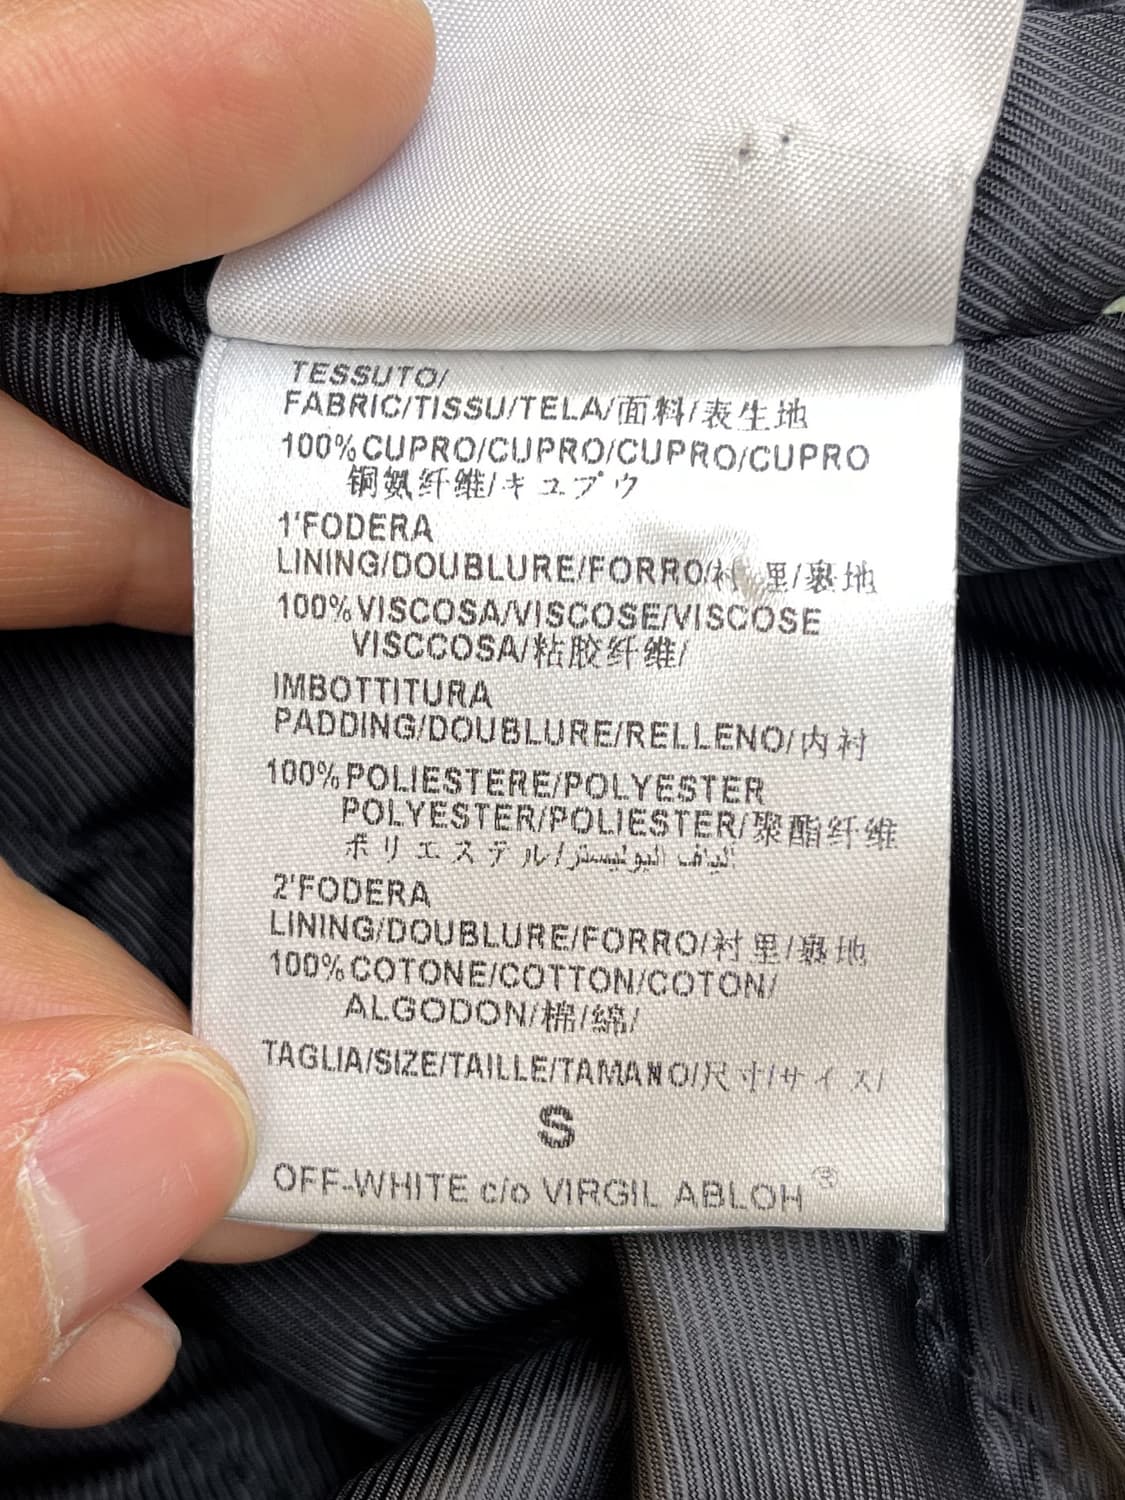 TESSUTO/
FABRIC/TISSU/TELA/面料/表生地
100%CUPRO/CUPRO/CUPRO/CUPRO
铜氨纤维/キュプウ
1'FODERA
LINING/DOUBLURE/FORRO/衬里/裏地
100%VISCOSA/VISCOSE/VISCOSE
VISCCOSA/粘胶纤维/
IMBOTTITURA
PADDING/DOUBLURE/RELLENO/内衬
100%POLIESTERE/POLYESTER
POLYESTER/POLIESTER/聚酯纤维
ポリエステル/ألياف البوليستر
2'FODERA
LINING/DOUBLURE/FORRO/衬里/裏地
100%COTONE/COTTON/COTON/
ALGODON/棉/綿/
TAGLIA/SIZE/TAILLE/TAMANO/尺寸/サイズ/
S
OFF-WHITE c/o VIRGIL ABLOH®